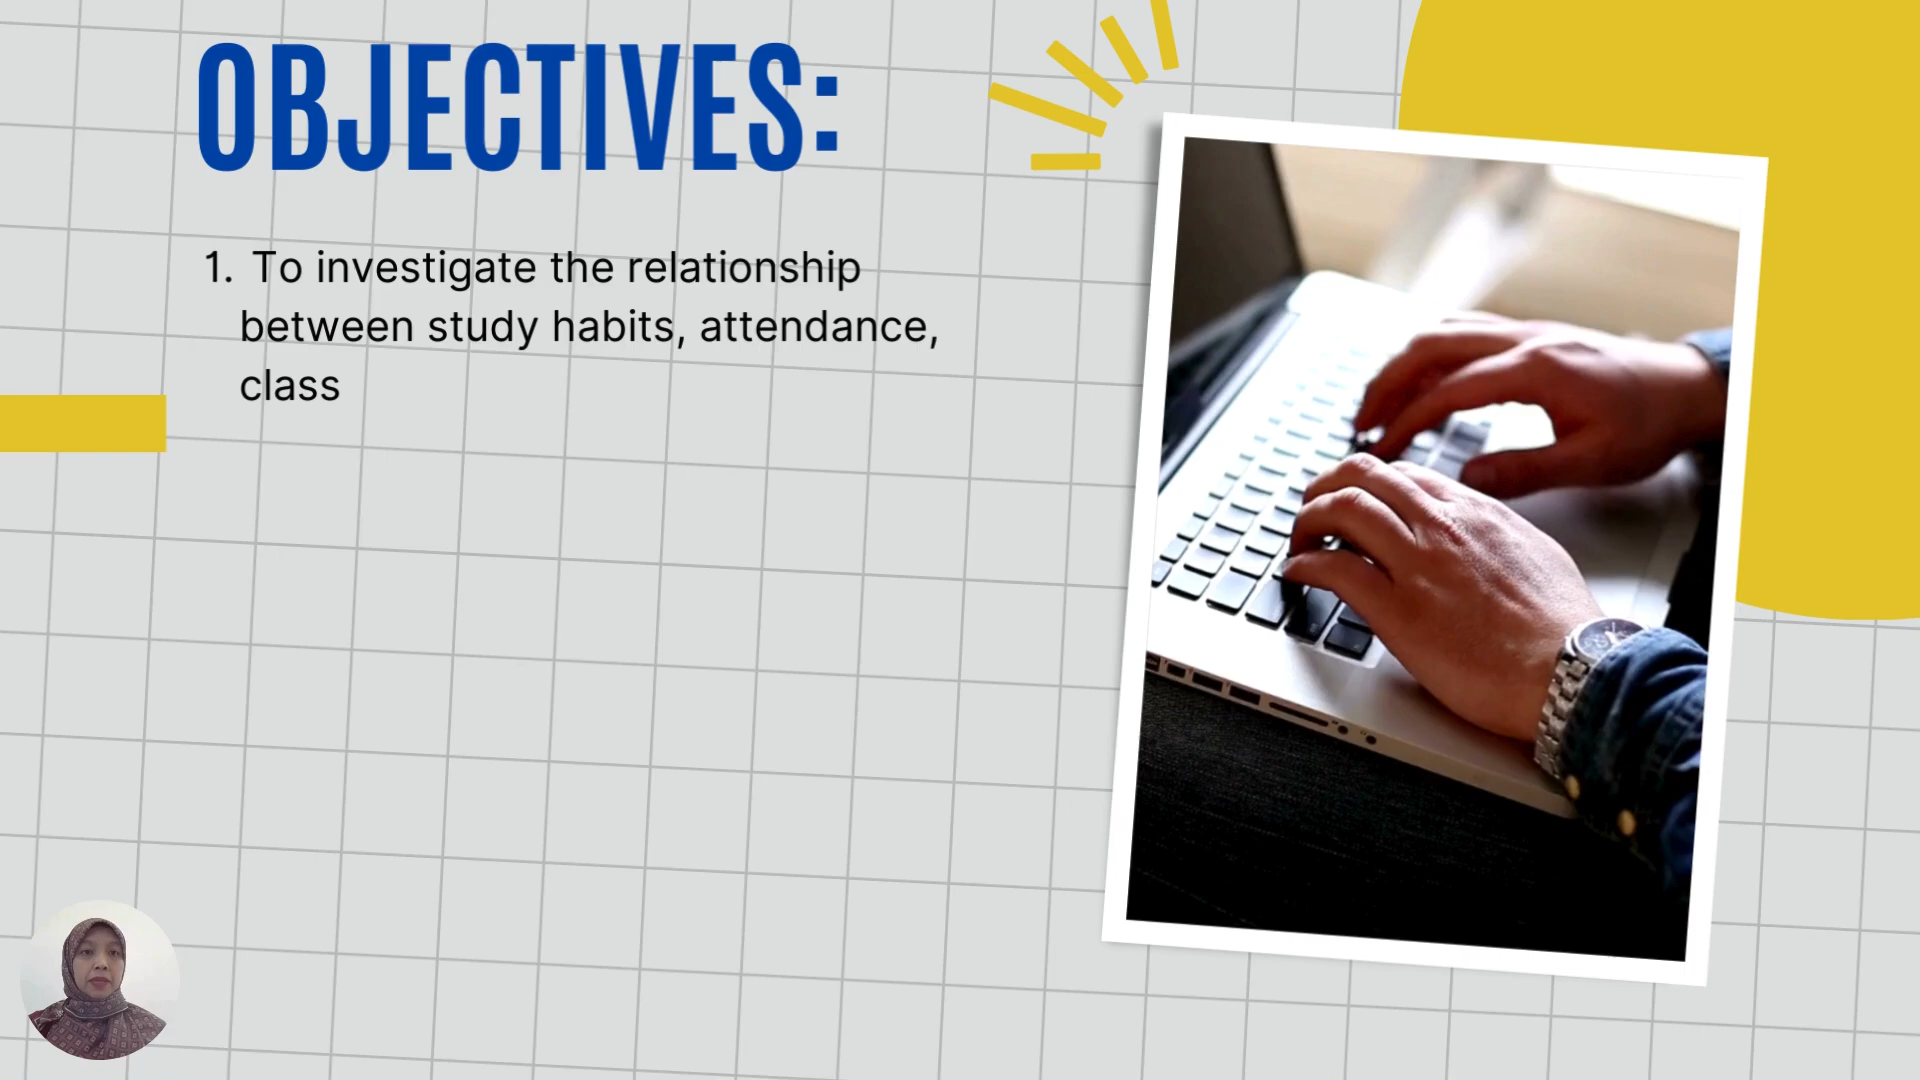 OBJECTIVES:
1. To investigate the relationship
between study habits, attendance,
class